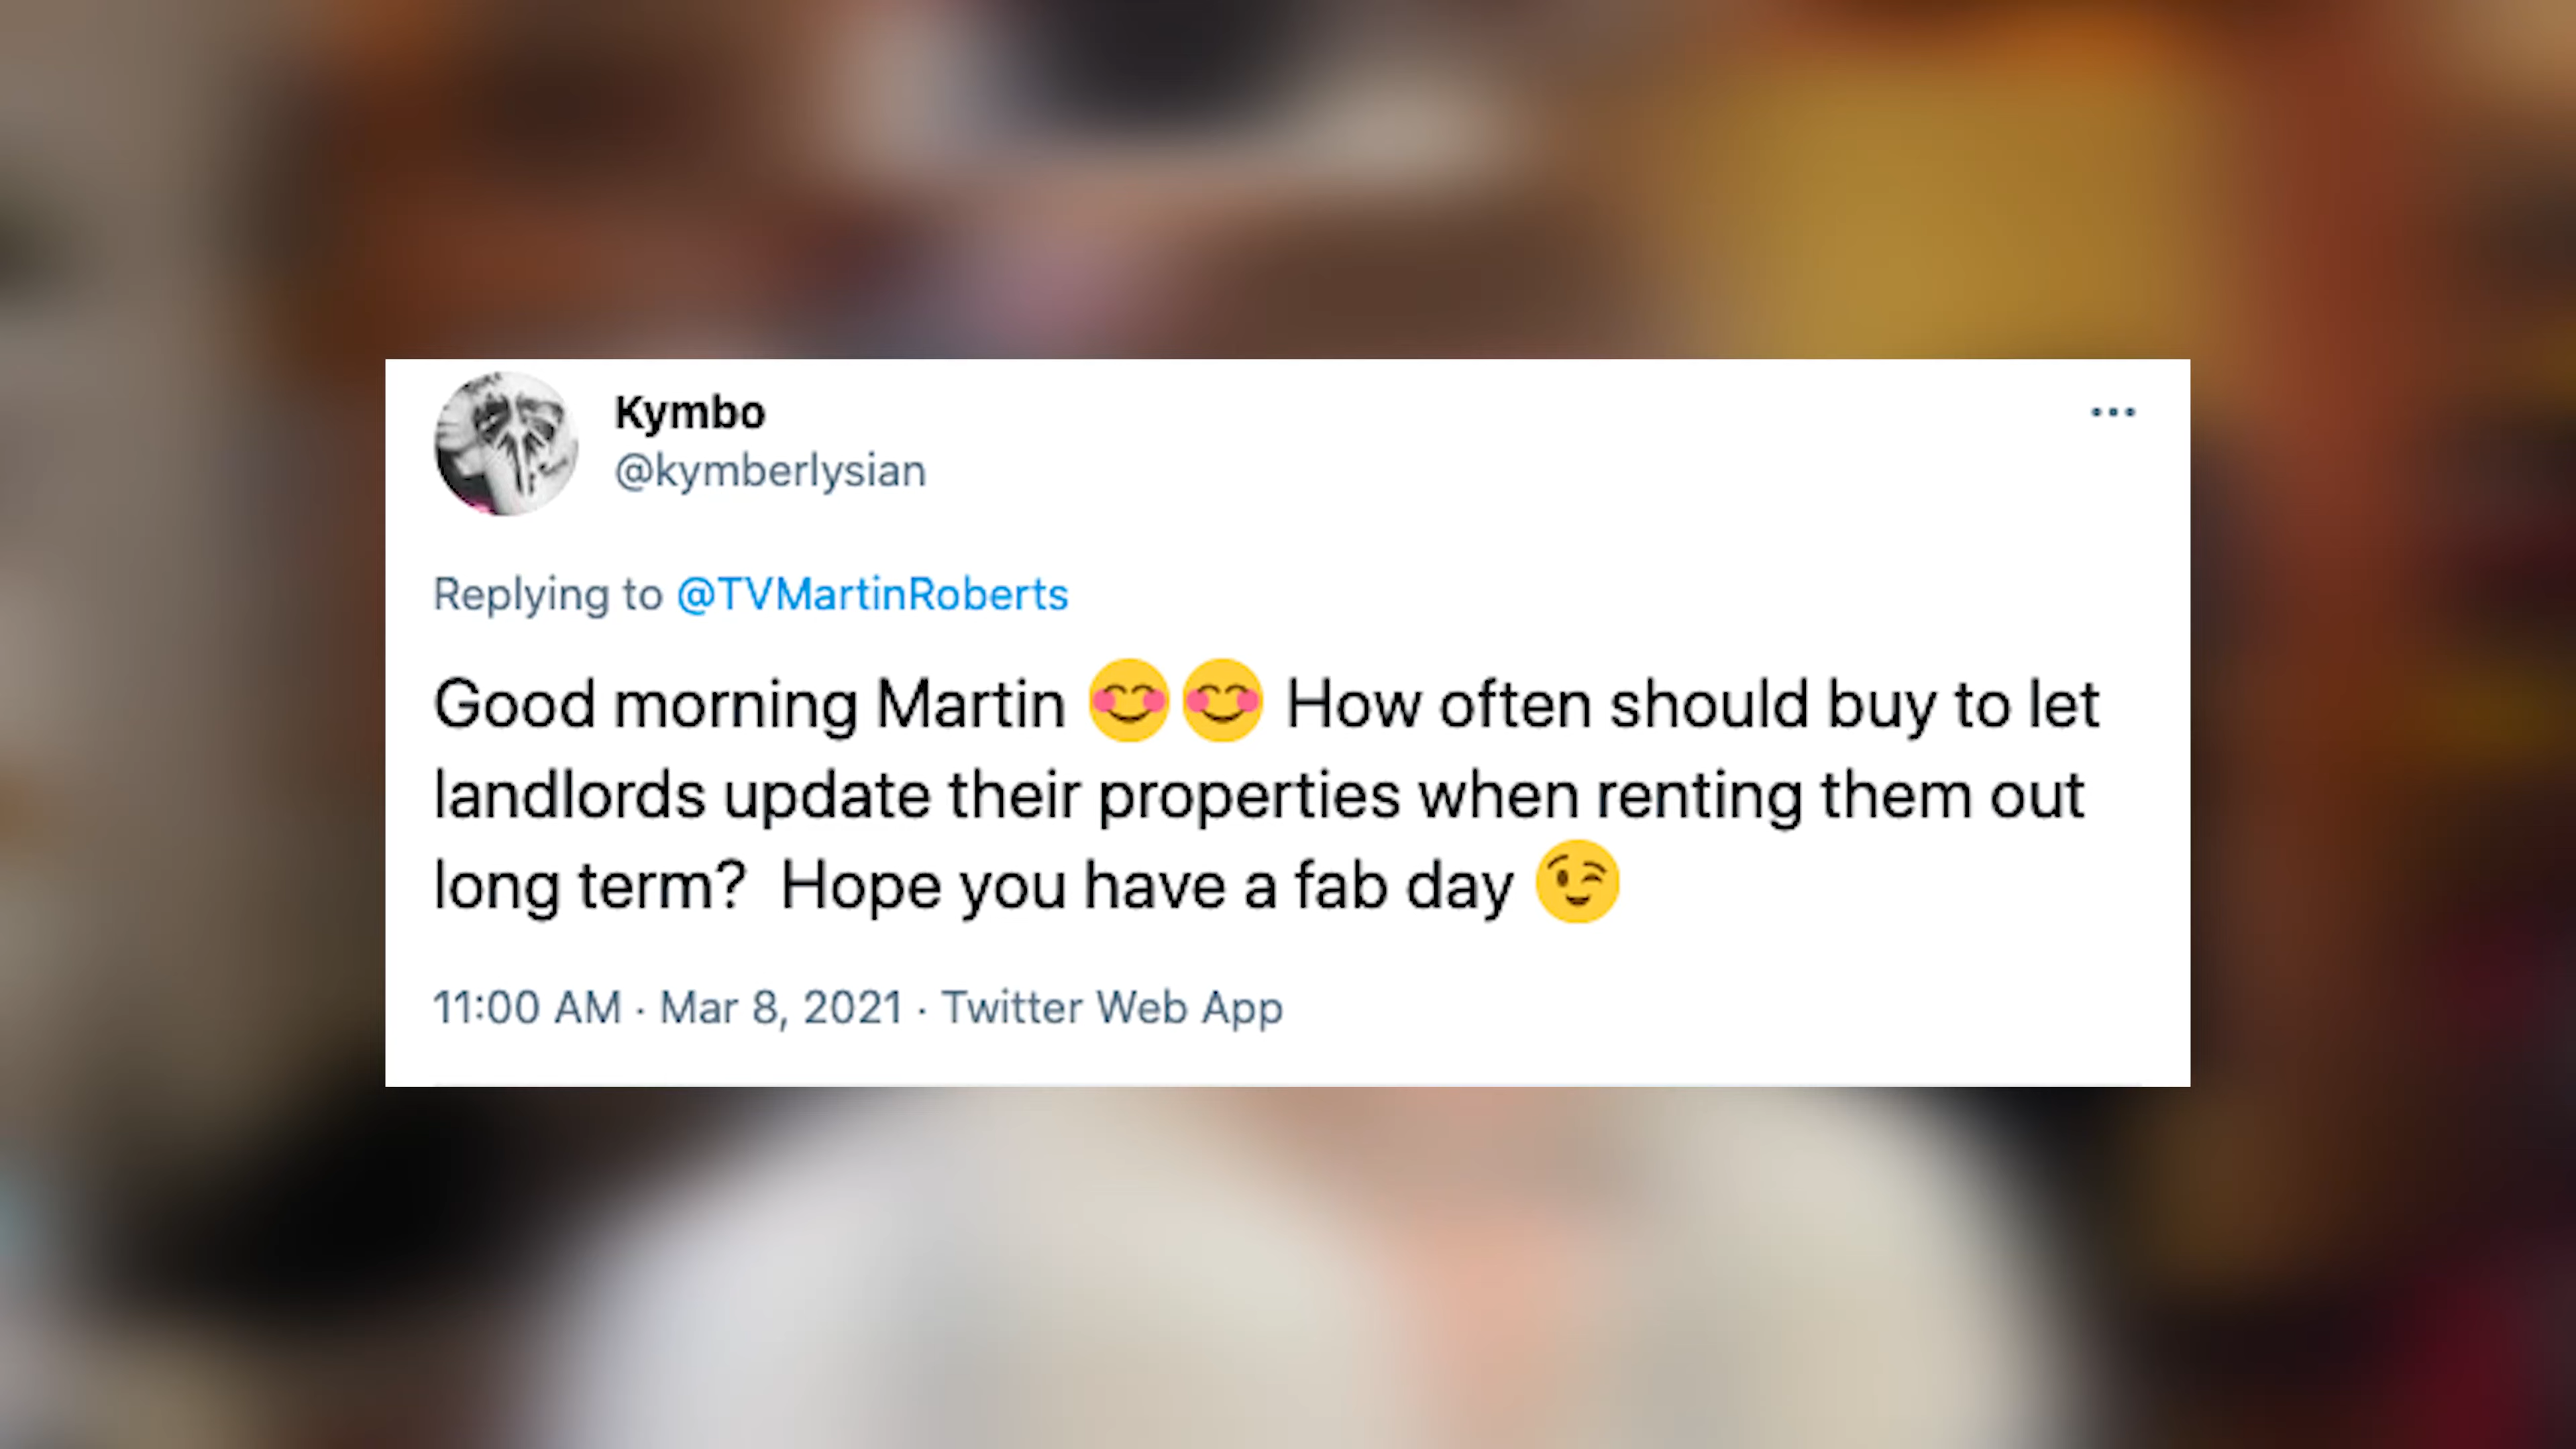 Kymbo
@kymberlysian
Replying to @TVMartinRoberts
Good morning Martin 😊😊 How often should buy to let
landlords update their properties when renting them out
long term? Hope you have a fab day 😉
11:00 AM · Mar 8, 2021 · Twitter Web App